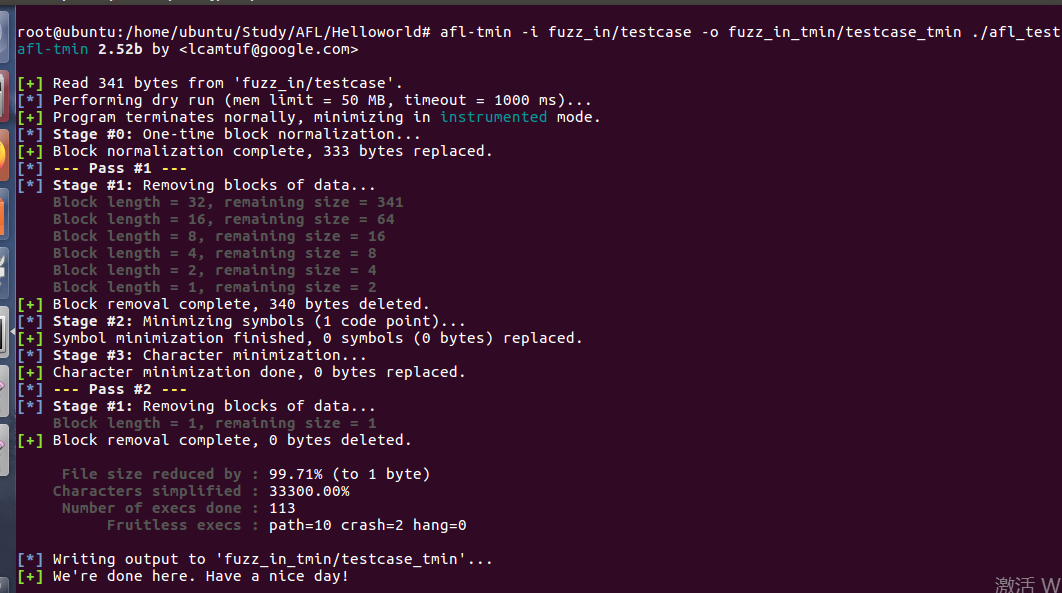 root@ubuntu:/home/ubuntu/Study/AFL/Helloworld# afl-tmin -i fuzz_in/testcase -o fuzz_in_tmin/testcase_tmin ./afl_test
afl-tmin 2.52b by <lcamtuf@google.com>
[+] Read 341 bytes from 'fuzz_in/testcase'.
[*] Performing dry run (mem limit = 50 MB, timeout = 1000 ms)...
[+] Program terminates normally, minimizing in instrumented mode.
[*] Stage #0: One-time block normalization...
[+] Block normalization complete, 333 bytes replaced.
[*] --- Pass #1 ---
[*] Stage #1: Removing blocks of data...
Block length = 32, remaining size = 341
Block length = 16, remaining size = 64
Block length = 8, remaining size = 16
Block length = 4, remaining size = 8
Block length = 2, remaining size = 4
Block length = 1, remaining size = 2
[+] Block removal complete, 340 bytes deleted.
[*] Stage #2: Minimizing symbols (1 code point)...
[+] Symbol minimization finished, 0 symbols (0 bytes) replaced.
[*] Stage #3: Character minimization...
[+] Character minimization done, 0 bytes replaced.
[*] --- Pass #2 ---
[*] Stage #1: Removing blocks of data...
Block length = 1, remaining size = 1
[+] Block removal complete, 0 bytes deleted.
File size reduced by : 99.71% (to 1 byte)
Characters simplified : 33300.00%
Number of execs done : 113
Fruitless execs : path=10 crash=2 hang=0
[*] Writing output to 'fuzz_in_tmin/testcase_tmin'...
[+] We're done here. Have a nice day!
激活 W